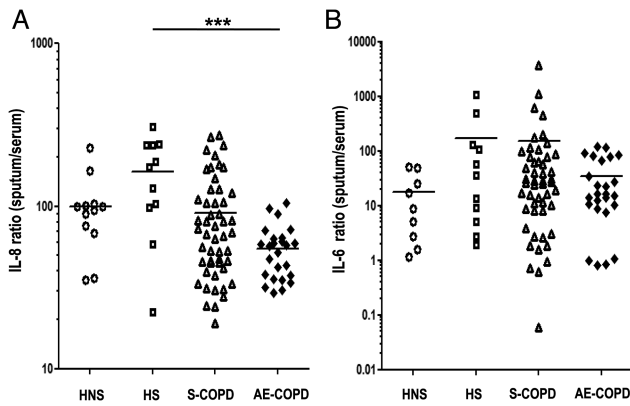 A
***
IL-8 ratio (sputum/serum)
1000
100
10
HNS HS S-COPD AE-COPD
B
IL-6 ratio (sputum/serum)
10000
1000
100
10
1
0.1
0.01
HNS HS S-COPD AE-COPD